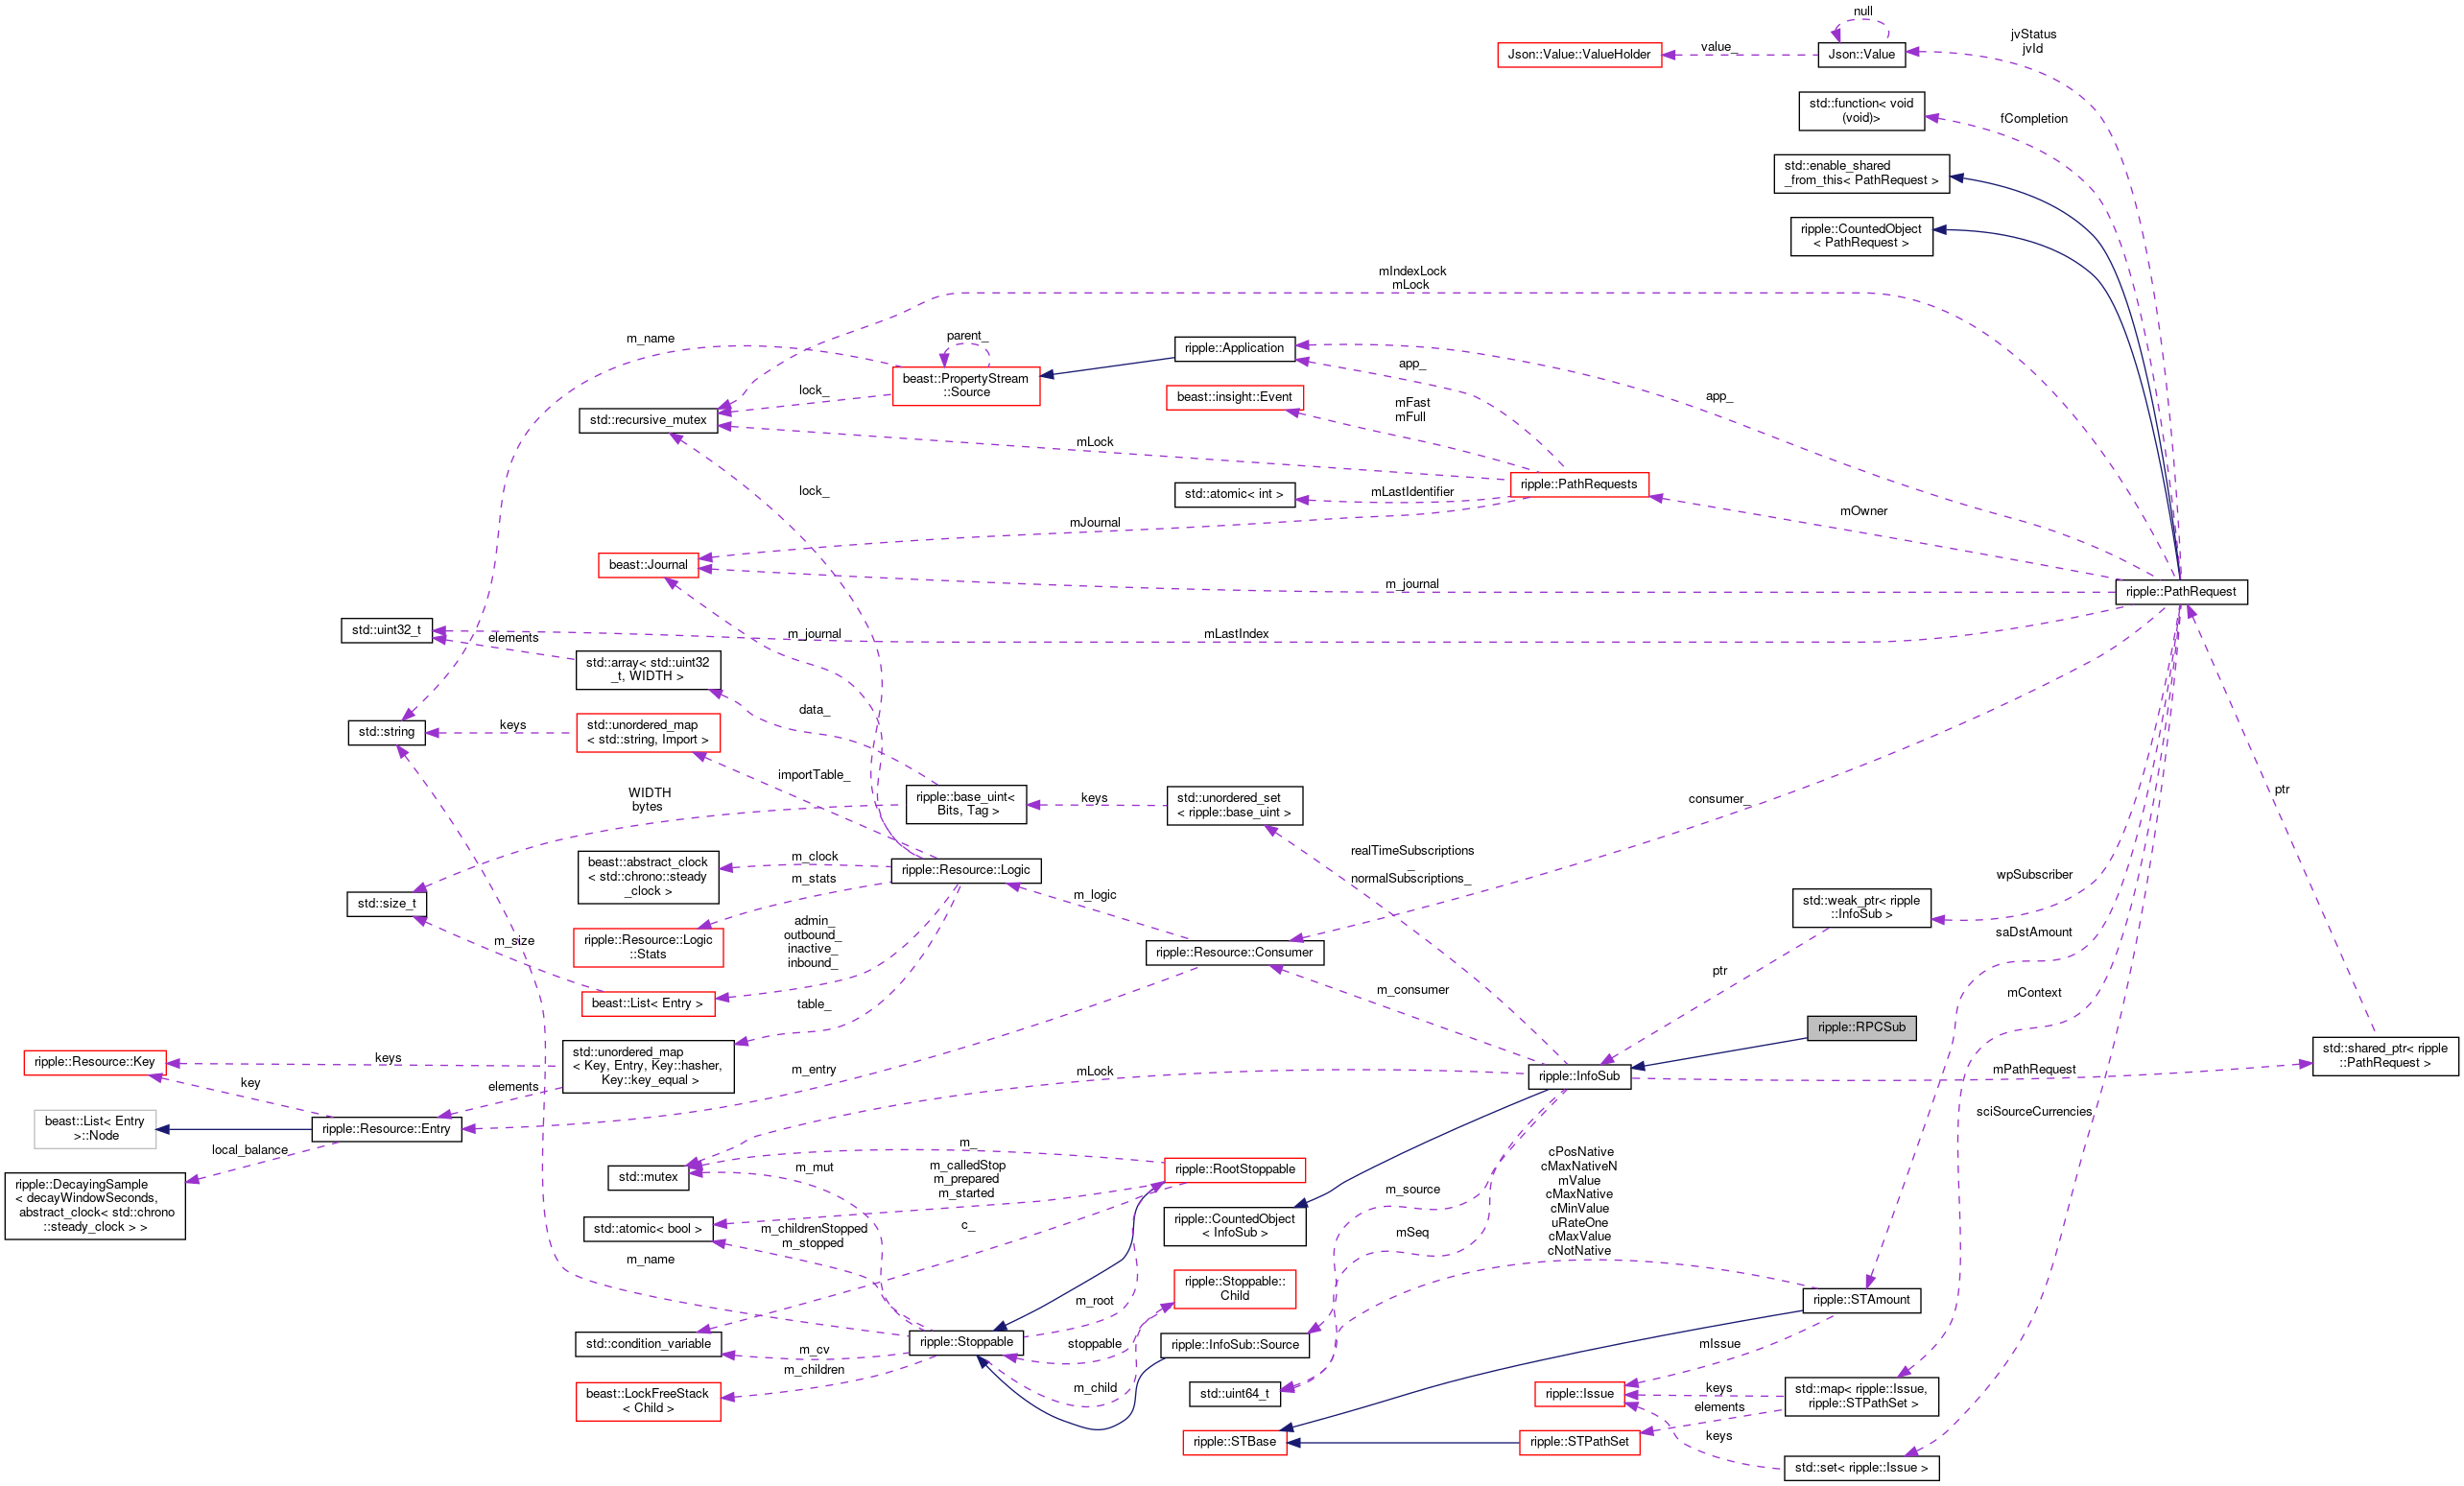 null
Json::Value::ValueHolder
value_
Json::Value
jvStatus
jvId
std::function< void
(void)>
fCompletion
std::enable_shared
_from_this< PathRequest >
ripple::CountedObject
< PathRequest >
mIndexLock
mLock
m_name
parent_
ripple::Application
beast::PropertyStream
::Source
lock_
app_
app_
beast::insight::Event
mFast
mFull
std::recursive_mutex
mLock
ripple::PathRequests
lock_
std::atomic< int >
mLastIdentifier
mOwner
mJournal
beast::Journal
m_journal
ripple::PathRequest
std::uint32_t
elements
m_journal
mLastIndex
std::array< std::uint32
_t, WIDTH >
data_
std::string
keys
std::unordered_map
< std::string, Import >
importTable_
ptr
WIDTH
bytes
ripple::base_uint<
Bits, Tag >
keys
std::unordered_set
< ripple::base_uint >
consumer_
beast::abstract_clock
< std::chrono::steady
_clock >
m_clock
m_stats
ripple::Resource::Logic
realTimeSubscriptions
_
normalSubscriptions_
wpSubscriber
std::size_t
m_logic
std::weak_ptr< ripple
::InfoSub >
admin_
outbound_
inactive_
inbound_
ripple::Resource::Logic
::Stats
m_size
ripple::Resource::Consumer
saDstAmount
ptr
beast::List< Entry >
table_
m_consumer
mContext
ripple::RPCSub
ripple::Resource::Key
keys
std::unordered_map
< Key, Entry, Key::hasher,
Key::key_equal >
m_entry
mLock
ripple::InfoSub
mPathRequest
std::shared_ptr< ripple
::PathRequest >
key
elements
beast::List< Entry
>::Node
ripple::Resource::Entry
sciSourceCurrencies
local_balance
ripple::DecayingSample
< decayWindowSeconds,
abstract_clock< std::chrono
::steady_clock > >
std::mutex
m_mut
m_
m_calledStop
m_prepared
m_started
ripple::RootStoppable
m_source
cPosNative
cMaxNativeN
mValue
cMaxNative
cMinValue
uRateOne
cMaxValue
cNotNative
std::atomic< bool >
m_childrenStopped
m_stopped
c_
ripple::CountedObject
< InfoSub >
mSeq
m_name
ripple::Stoppable::
Child
m_root
ripple::STAmount
std::condition_variable
m_cv
ripple::Stoppable
stoppable
ripple::InfoSub::Source
mIssue
m_children
m_child
beast::LockFreeStack
< Child >
std::uint64_t
ripple::Issue
keys
std::map< ripple::Issue,
ripple::STPathSet >
elements
ripple::STBase
ripple::STPathSet
keys
std::set< ripple::Issue >